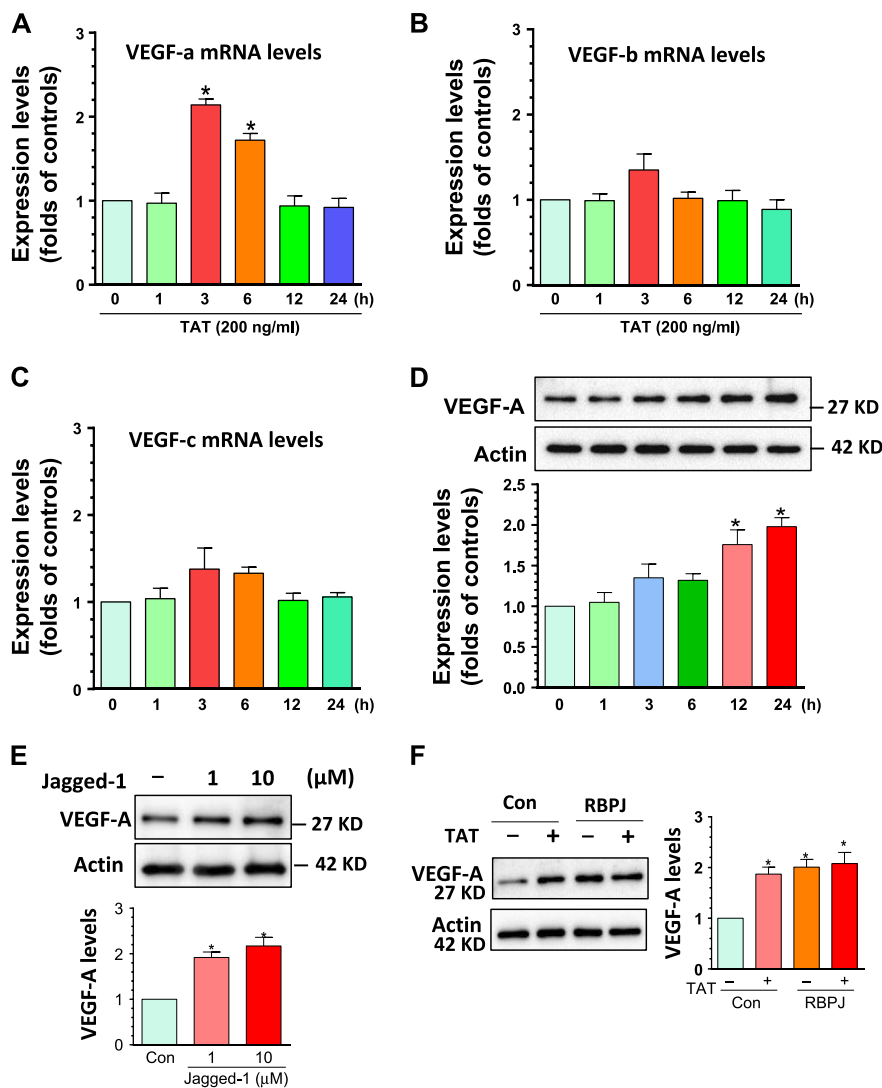 A
VEGF-a mRNA levels
Expression levels
(folds of controls)
3
2
1
0
*
*
0 1 3 6 12 24 (h)
TAT (200 ng/ml)
B
VEGF-b mRNA levels
Expression levels
(folds of controls)
3
2
1
0
0 1 3 6 12 24 (h)
TAT (200 ng/ml)
C
VEGF-c mRNA levels
Expression levels
(folds of controls)
3
2
1
0
0 1 3 6 12 24 (h)
D
VEGF-A
27 KD
Actin
42 KD
Expression levels
(folds of controls)
2.5
2.0
1.5
1.0
0.5
0.0
*
*
0 1 3 6 12 24 (h)
E
Jagged-1 – 1 10 (μM)
VEGF-A
27 KD
Actin
42 KD
VEGF-A levels
3
2
1
0
*
*
Con 1 10
Jagged-1 (μM)
F
Con RBPJ
TAT – + – +
VEGF-A
27 KD
Actin
42 KD
VEGF-A levels
3
2
1
0
*
*
*
TAT – + – +
Con RBPJ